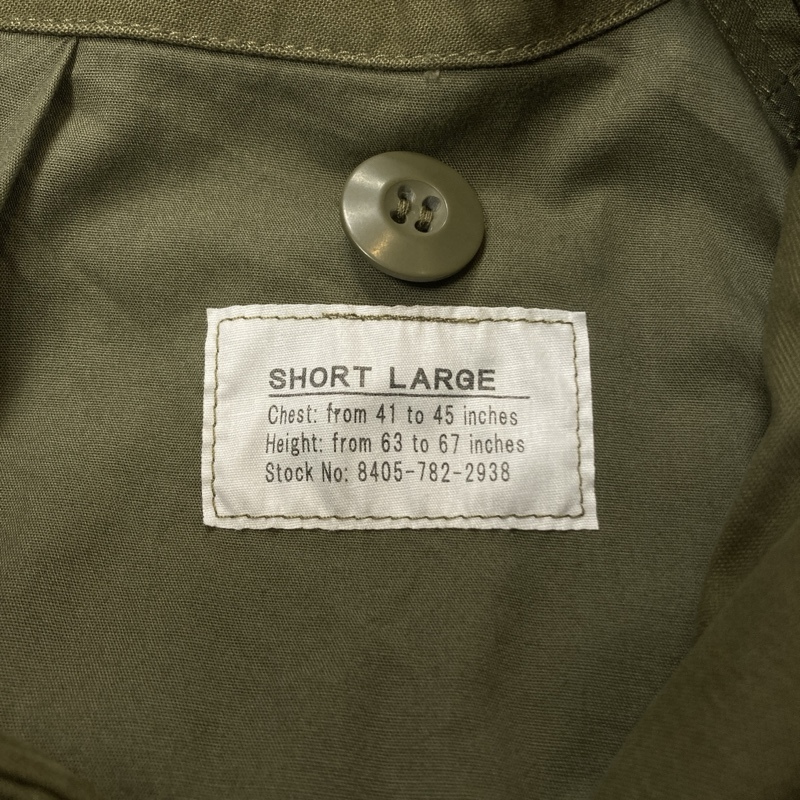 SHORT LARGE
Chest: from 41 to 45 inches
Height: from 63 to 67 inches
Stock No: 8405-782-2938